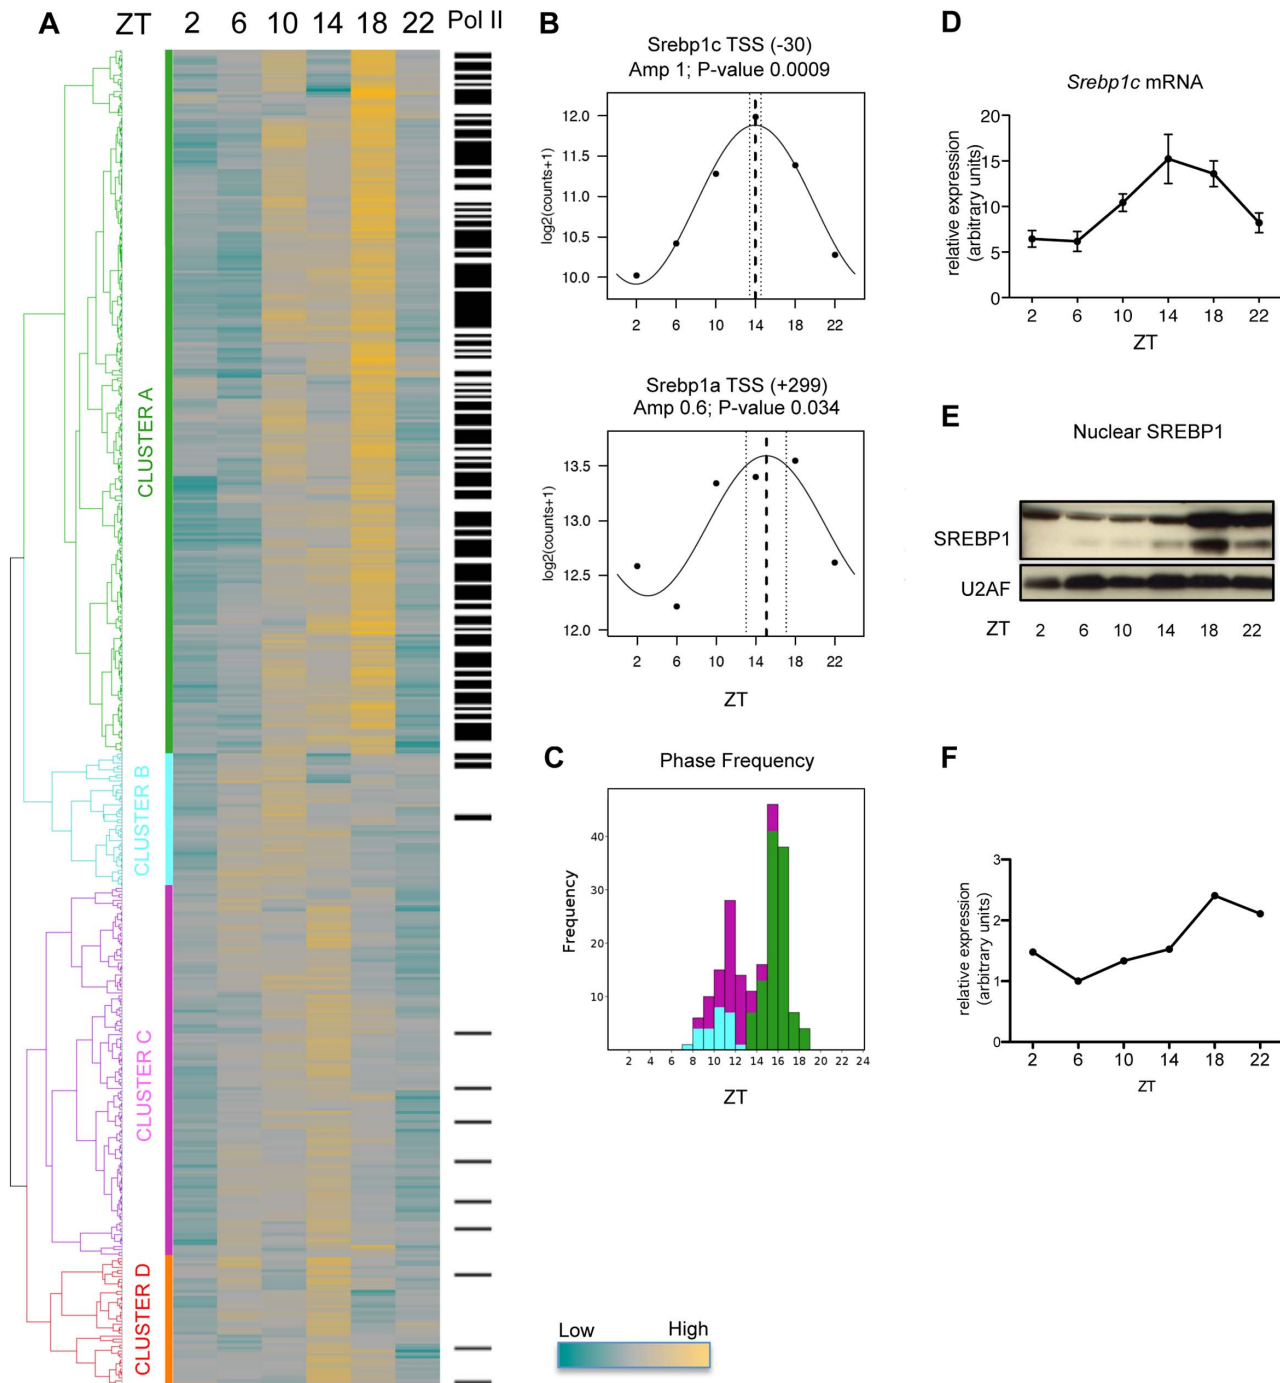 A
ZT 2 6 10 14 18 22 Pol II
CLUSTER A
CLUSTER B
CLUSTER C
CLUSTER D
B
Srebp1c TSS (-30)
Amp 1; P-value 0.0009
log2(counts+1)
12.0
11.5
11.0
10.5
10.0
2 6 10 14 18 22
Srebp1a TSS (+299)
Amp 0.6; P-value 0.034
log2(counts+1)
13.5
13.0
12.5
12.0
2 6 10 14 18 22
ZT
C
Phase Frequency
Frequency
40
30
20
10
2 4 6 8 10 12 14 16 18 20 22 24
ZT
Low High
D
Srebp1c mRNA
relative expression
(arbitrary units)
20
15
10
5
0
2 6 10 14 18 22
ZT
E
Nuclear SREBP1
SREBP1
U2AF
ZT 2 6 10 14 18 22
F
relative expression
(arbitrary units)
3
2
1
0
2 6 10 14 18 22
ZT